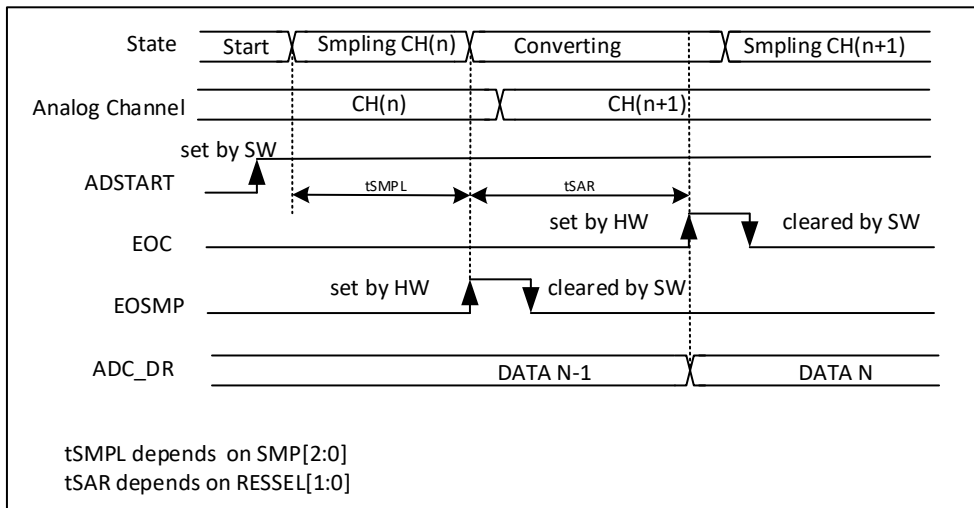 State Start Smpling CH(n) Converting Smpling CH(n+1)
Analog Channel CH(n) CH(n+1)
set by SW
ADSTART tSMPL tSAR
set by HW cleared by SW
EOC
set by HW cleared by SW
EOSMP
ADC_DR DATA N-1 DATA N
tSMPL depends on SMP[2:0]
tSAR depends on RESSEL[1:0]